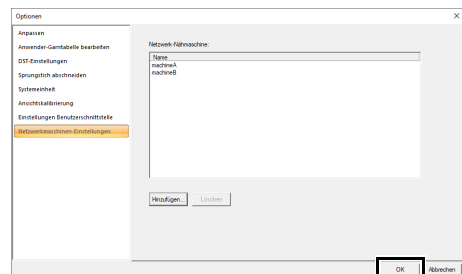 Optionen
Anpassen
Anwender-Garntabelle bearbeiten
DST-Einstellungen
Sprungstich abschneiden
Systemeinheit
Ansichtskalibrierung
Einstellungen Benutzerschnittstelle
Netzwerkmaschinen-Einstellungen
Netzwerk-Nähmaschine:
Name
machineA
machineB
Hinzufügen...
Löschen
OK
Abbrechen